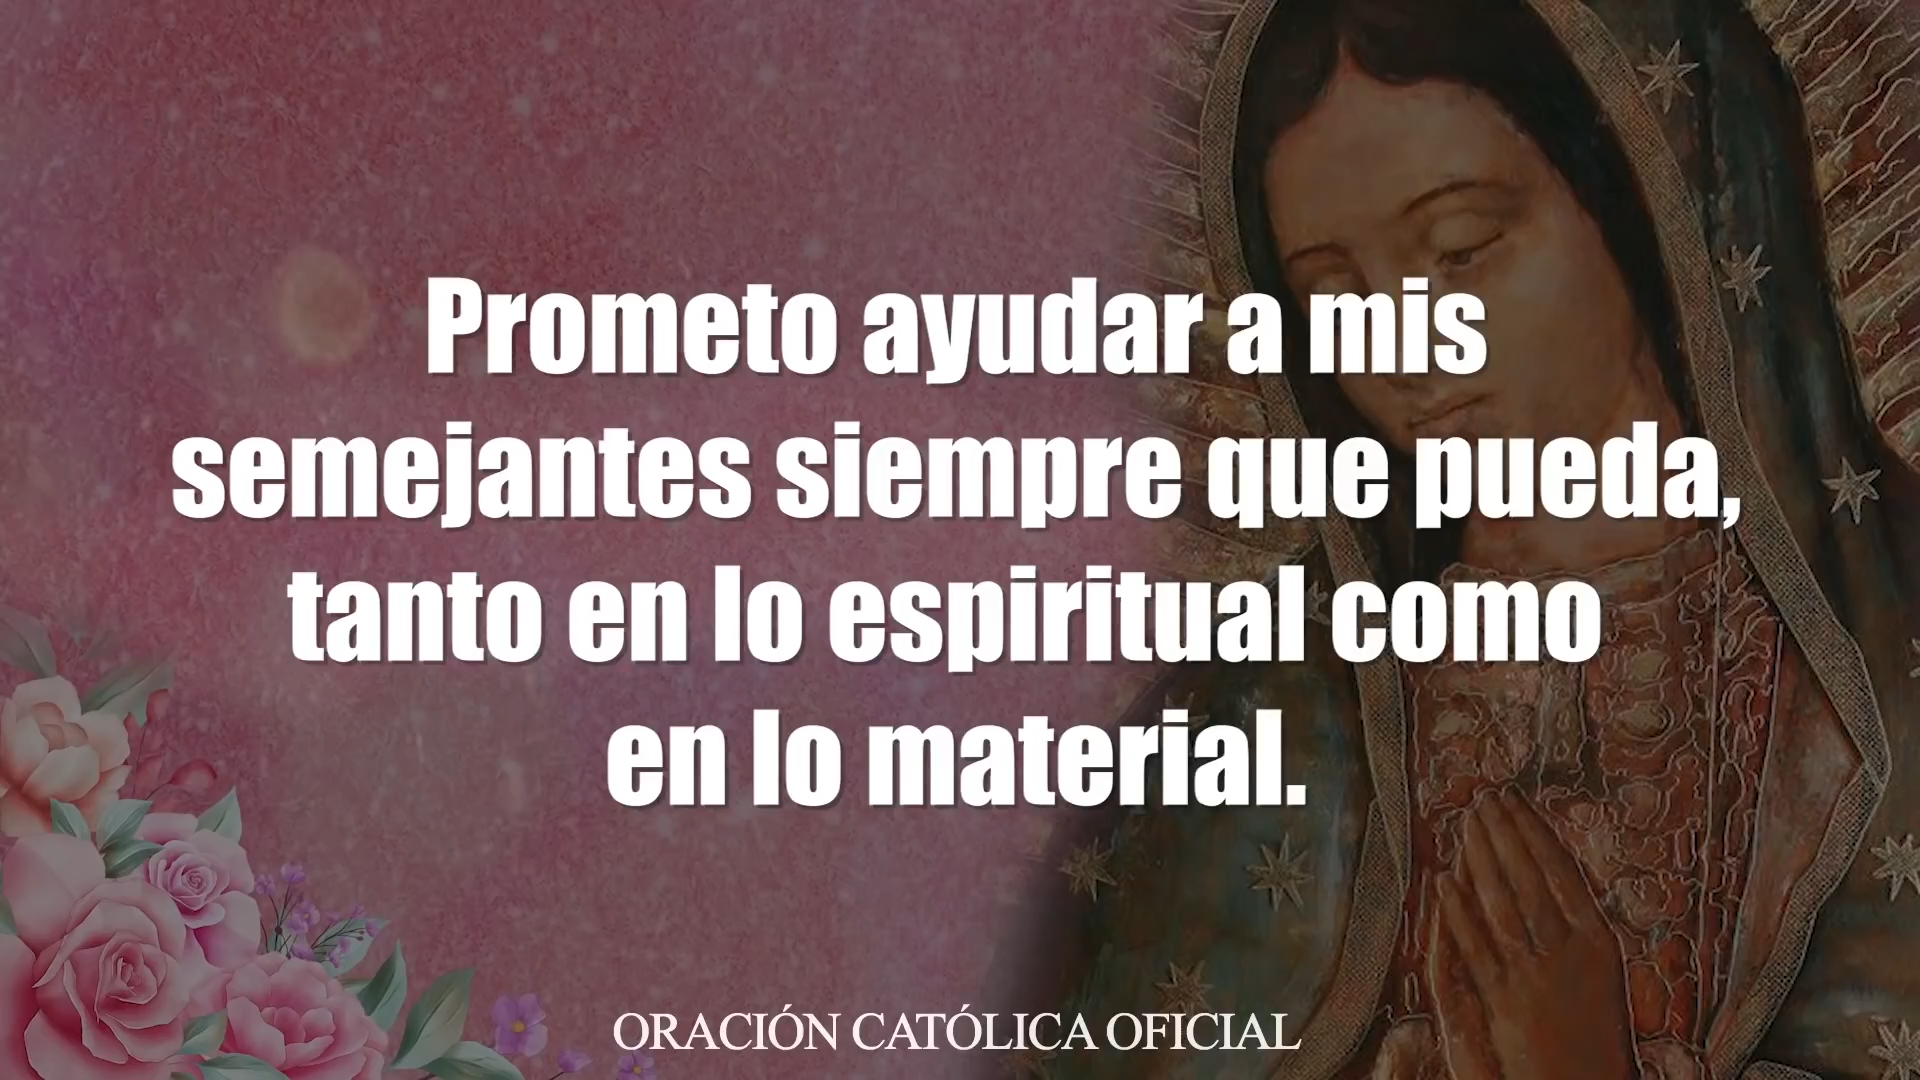 Prometo ayudar a mis
semejantes siempre que pueda,
tanto en lo espiritual como
en lo material.
ORACIÓN CATÓLICA OFICIAL